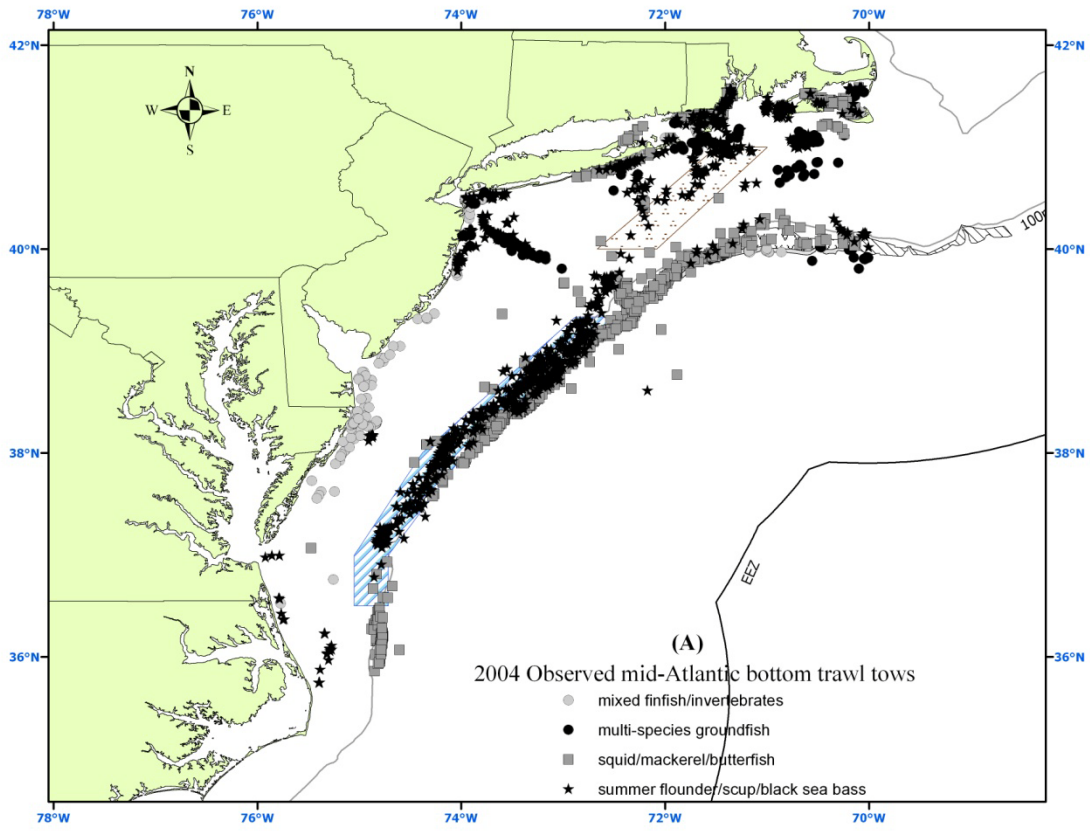 78°W 76°W 74°W 72°W 70°W
42°N 42°N
N
W E
S
40°N 40°N
100m
38°N 38°N
EEZ
36°N 36°N
(A)
2004 Observed mid-Atlantic bottom trawl tows
mixed finfish/invertebrates
multi-species groundfish
squid/mackerel/butterfish
summer flounder/scup/black sea bass
78°W 76°W 74°W 72°W 70°W